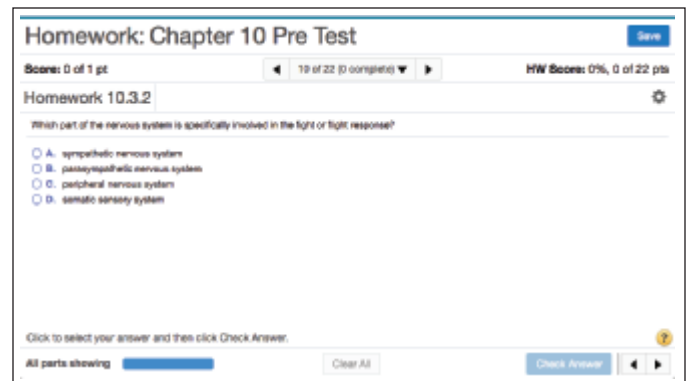 Homework: Chapter 10 Pre Test
Save
Score: 0 of 1 pt
19 of 22 (0 complete)
HW Score: 0%, 0 of 22 pts
Homework 10.3.2
Which part of the nervous system is specifically involved in the fight or flight response?
A. sympathetic nervous system
B. parasympathetic nervous system
C. peripheral nervous system
D. somatic sensory system
Click to select your answer and then click Check Answer.
?
All parts showing
Clear All
Check Answer